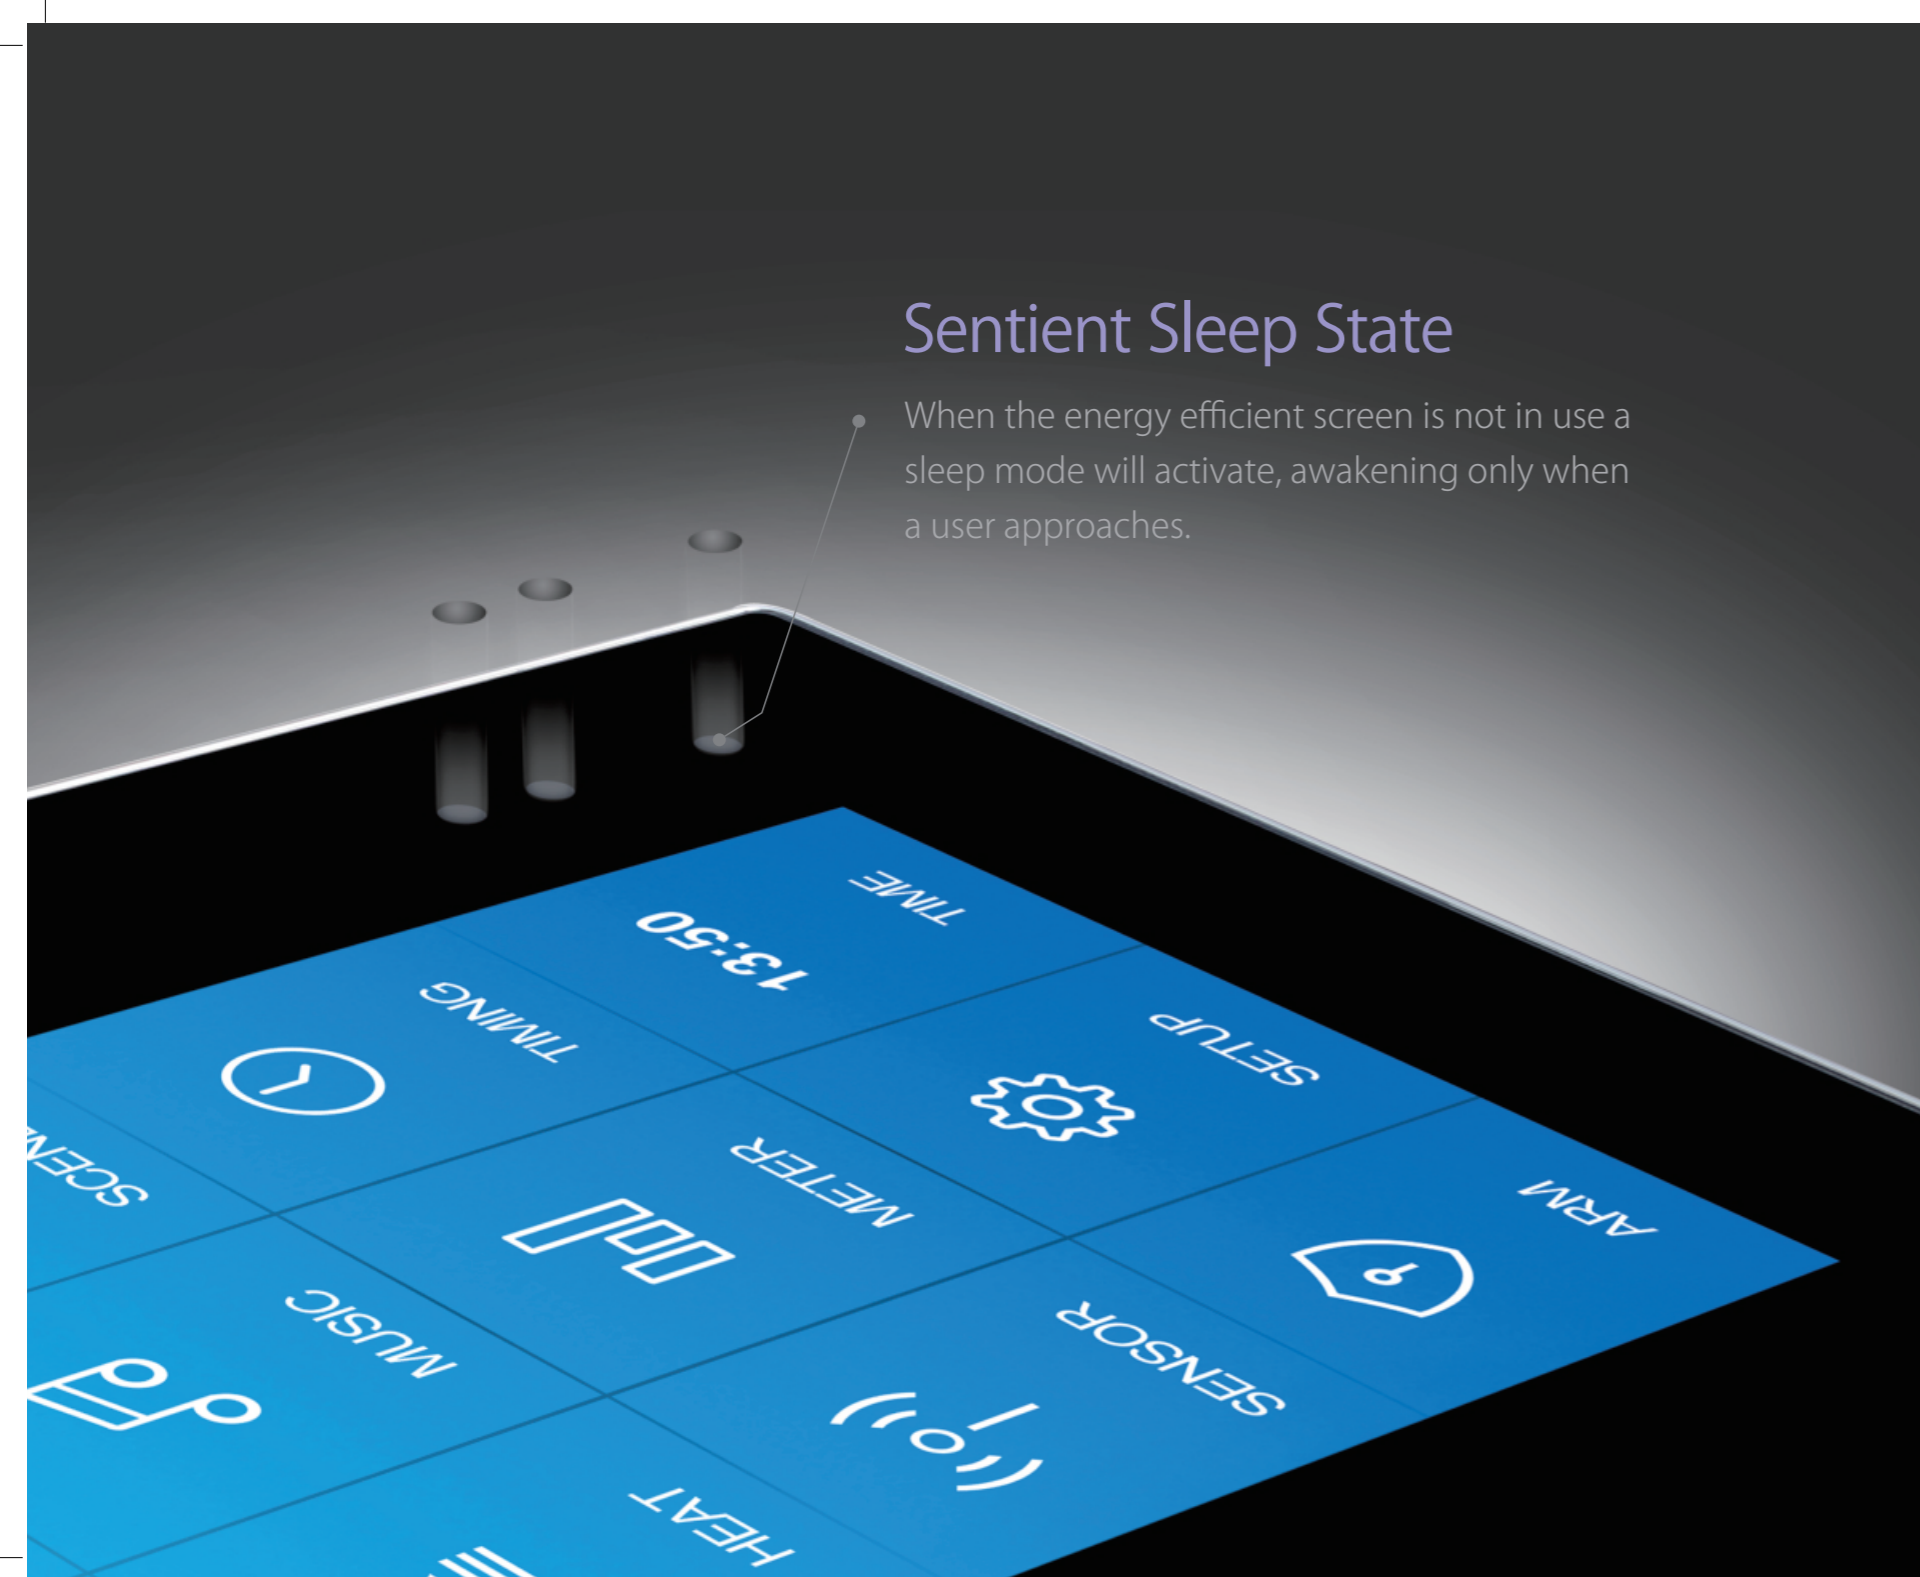 Sentient Sleep State
When the energy efficient screen is not in use a
sleep mode will activate, awakening only when
a user approaches.
TIME
13:50
TIMING
SETUP
METER
ARM
SCEN
MUSIC
SENSOR
HEAT